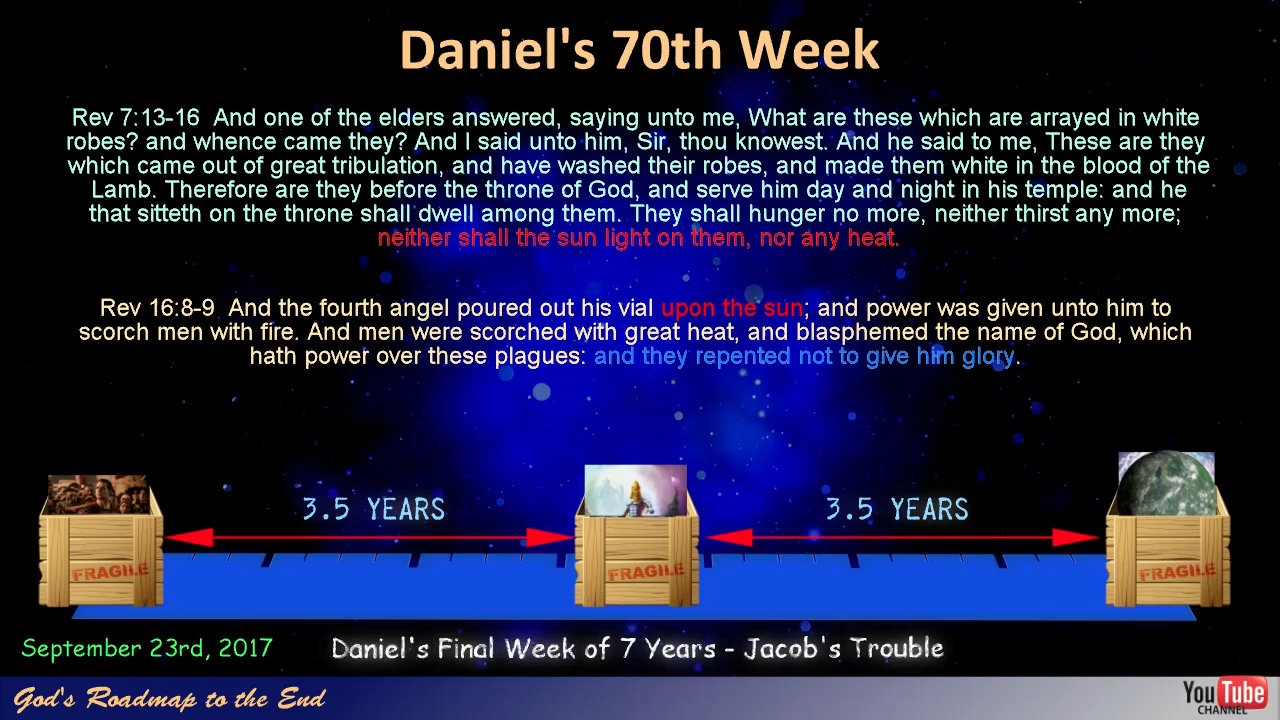 Daniel's 70th Week
Rev 7:13-16  And one of the elders answered, saying unto me, What are these which are arrayed in white
robes? and whence came they? And I said unto him, Sir, thou knowest. And he said to me, These are they
which came out of great tribulation, and have washed their robes, and made them white in the blood of the
Lamb. Therefore are they before the throne of God, and serve him day and night in his temple: and he
that sitteth on the throne shall dwell among them. They shall hunger no more, neither thirst any more;
neither shall the sun light on them, nor any heat.
Rev 16:8-9  And the fourth angel poured out his vial upon the sun; and power was given unto him to
scorch men with fire. And men were scorched with great heat, and blasphemed the name of God, which
hath power over these plagues: and they repented not to give him glory.
3.5 YEARS
3.5 YEARS
FRAGILE
FRAGILE
FRAGILE
September 23rd, 2017
Daniel's Final Week of 7 Years - Jacob's Trouble
God's Roadmap to the End
YouTube
CHANNEL